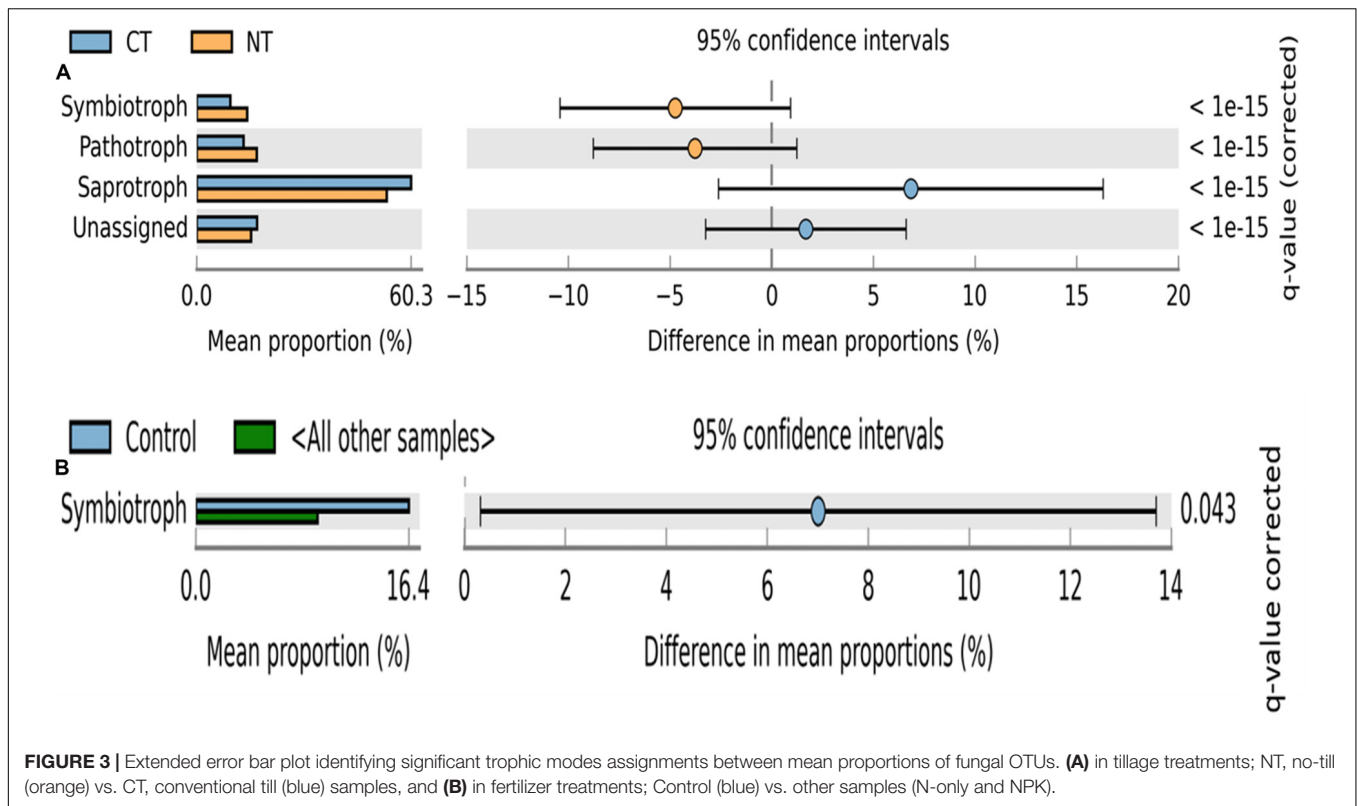 CT NT 95% confidence intervals
A
Symbiotroph < 1e-15
Pathotroph < 1e-15
Saprotroph < 1e-15
Unassigned < 1e-15
q-value (corrected)
0.0 60.3 −15 −10 −5 0 5 10 15 20
Mean proportion (%) Difference in mean proportions (%)
Control <All other samples> 95% confidence intervals
B
Symbiotroph 0.043
q-value corrected
0.0 16.4 0 2 4 6 8 10 12 14
Mean proportion (%) Difference in mean proportions (%)
FIGURE 3 | Extended error bar plot identifying significant trophic modes assignments between mean proportions of fungal OTUs. (A) in tillage treatments; NT, no-till
(orange) vs. CT, conventional till (blue) samples, and (B) in fertilizer treatments; Control (blue) vs. other samples (N-only and NPK).